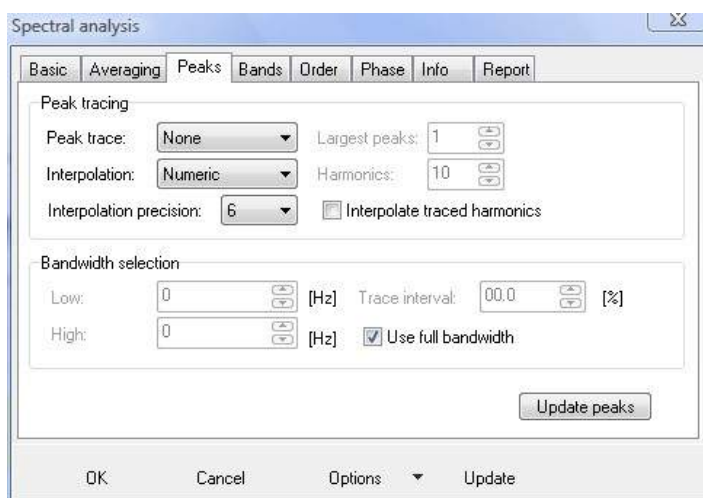 Spectral analysis
Basic Averaging Peaks Bands Order Phase Info Report
Peak tracing
Peak trace: None Largest peaks: 1
Interpolation: Numeric Harmonics: 10
Interpolation precision: 6 Interpolate traced harmonics
Bandwidth selection
Low: 0 [Hz] Trace interval: 00.0 [%]
High: 0 [Hz] Use full bandwidth
Update peaks
OK Cancel Options Update